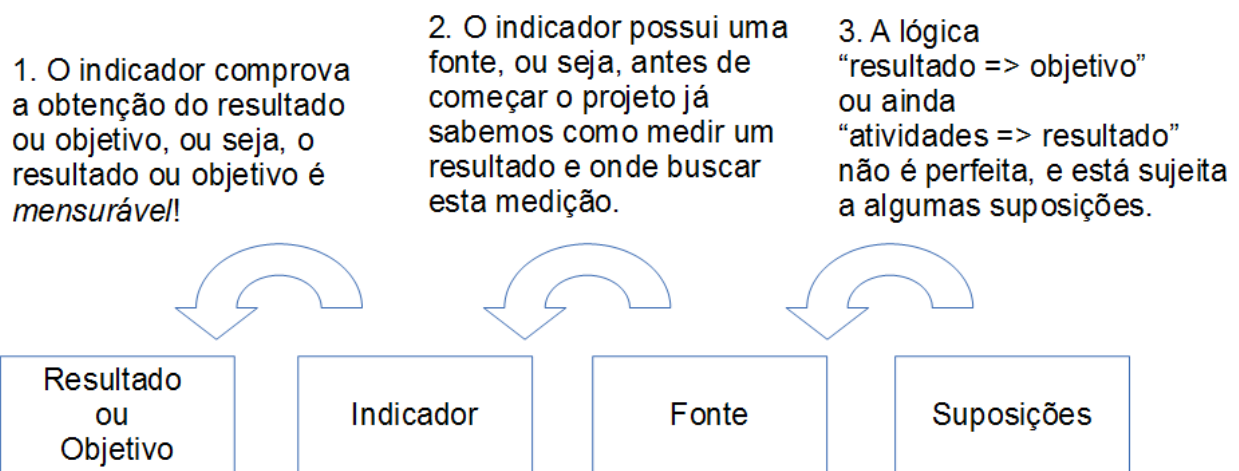 1. O indicador comprova
a obtenção do resultado
ou objetivo, ou seja, o
resultado ou objetivo é
mensurável!
2. O indicador possui uma
fonte, ou seja, antes de
começar o projeto já
sabemos como medir um
resultado e onde buscar
esta medição.
3. A lógica
“resultado => objetivo”
ou ainda
“atividades => resultado”
não é perfeita, e está sujeita
a algumas suposições.
Resultado
ou
Objetivo
Indicador
Fonte
Suposições